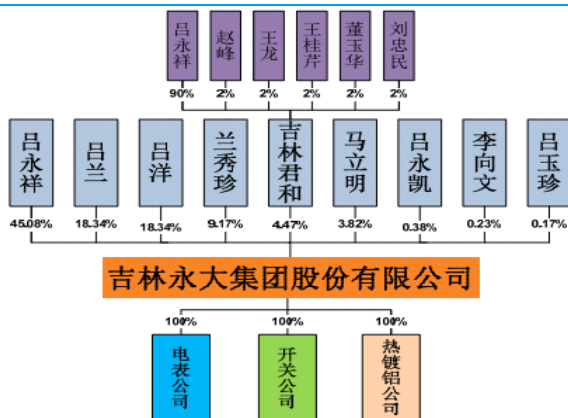 吕永祥
赵峰
王龙
王桂芹
董玉华
刘忠民
90%
2%
2%
2%
2%
2%
吕永祥
吕兰
吕洋
兰秀珍
吉林君和
马立明
吕永凯
李向文
吕玉珍
45.08%
18.34%
18.34%
9.17%
4.47%
3.82%
0.38%
0.23%
0.17%
吉林永大集团股份有限公司
100%
100%
100%
电表公司
开关公司
热镀铝公司